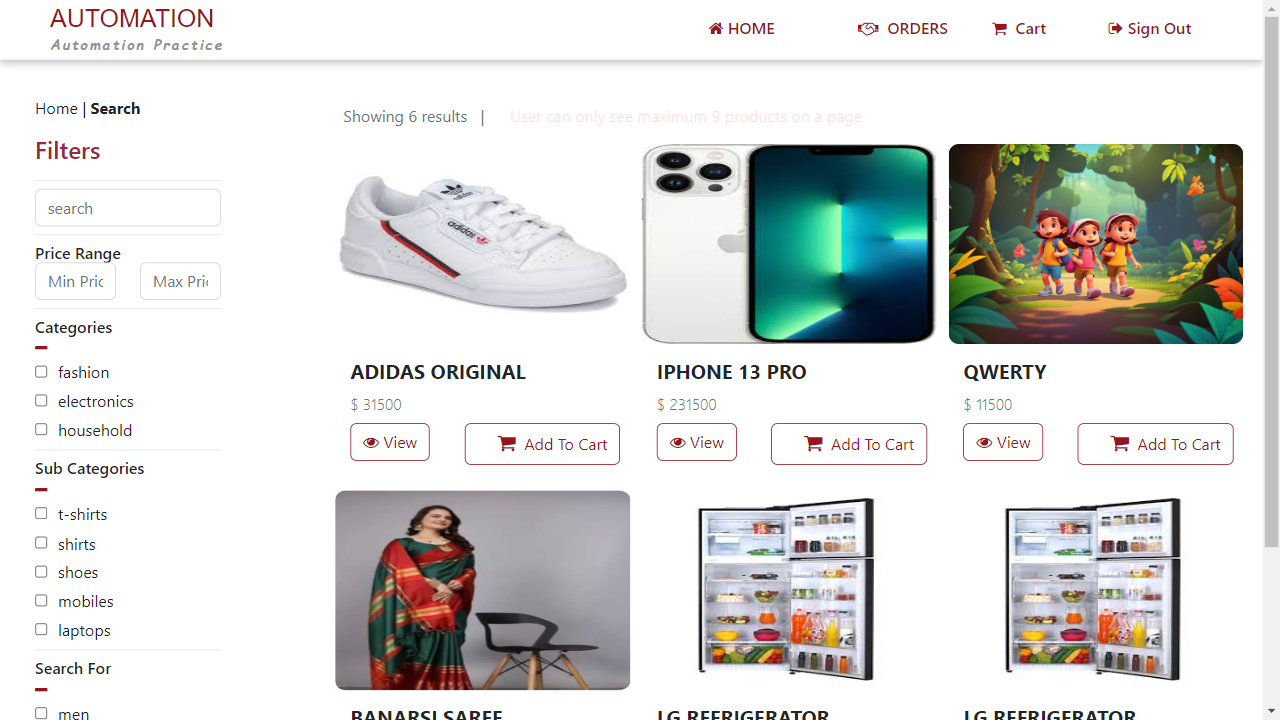 AUTOMATION
Automation Practice
HOME
ORDERS
Cart
Sign Out
Home | Search
Filters
search
Price Range
Min Pric
Max Pric
Categories
fashion
electronics
household
Sub Categories
t-shirts
shirts
shoes
mobiles
laptops
Search For
men
Showing 6 results |
User can only see maximum 9 products on a page
adidas
adidas
ADIDAS ORIGINAL
$ 31500
View
Add To Cart
IPHONE 13 PRO
$ 231500
View
Add To Cart
QWERTY
$ 11500
View
Add To Cart
BANARSI SAREE
LG REFRIGERATOR
LG REFRIGERATOR